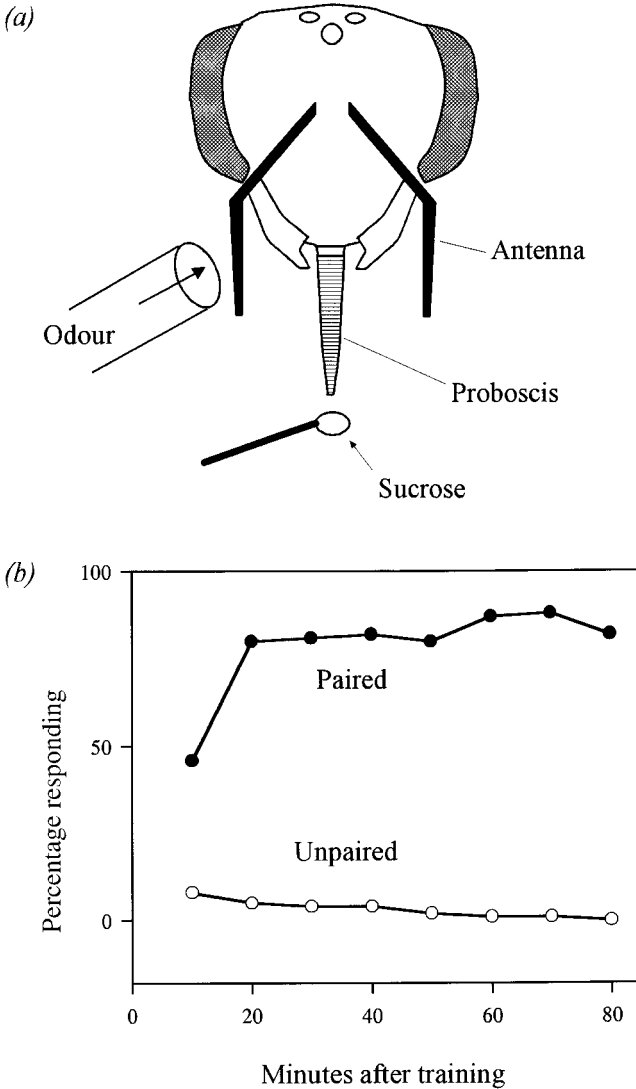 (a)
Antenna
Odour
Proboscis
Sucrose
(b)
100
50
0
Percentage responding
Paired
Unpaired
0 20 40 60 80
Minutes after training